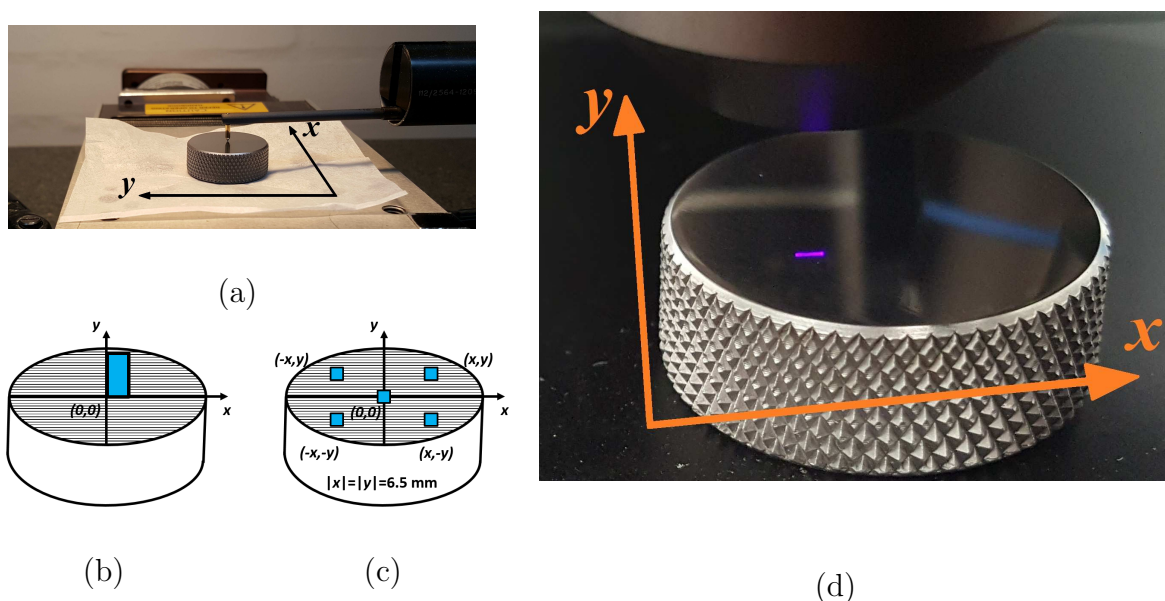 x
y
(a)
y
(0,0)
x
(b)
y
(-x,y)
(x,y)
(0,0)
x
(-x,-y)
(x,-y)
|x|=|y|=6.5 mm
(c)
y
x
(d)